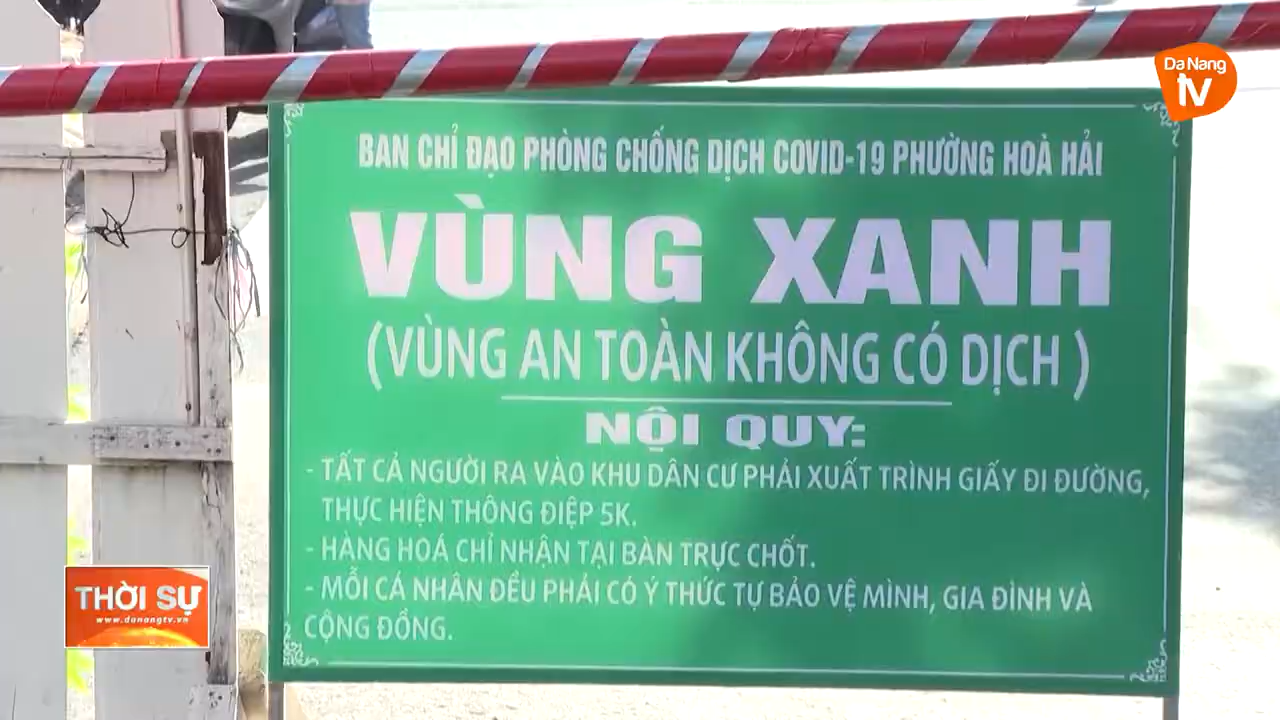 Da Nang
tv
BAN CHỈ ĐẠO PHÒNG CHỐNG DỊCH COVID-19 PHƯỜNG HOÀ HẢI
VÙNG XANH
(VÙNG AN TOÀN KHÔNG CÓ DỊCH )
NỘI QUY:
- TẤT CẢ NGƯỜI RA VÀO KHU DÂN CƯ PHẢI XUẤT TRÌNH GIẤY ĐI ĐƯỜNG,
THỰC HIỆN THÔNG ĐIỆP 5K.
- HÀNG HOÁ CHỈ NHẬN TẠI BÀN TRỰC CHỐT.
- MỖI CÁ NHÂN ĐỀU PHẢI CÓ Ý THỨC TỰ BẢO VỆ MÌNH, GIA ĐÌNH VÀ
CỘNG ĐỒNG.
THỜI SỰ
www.danangtv.vn